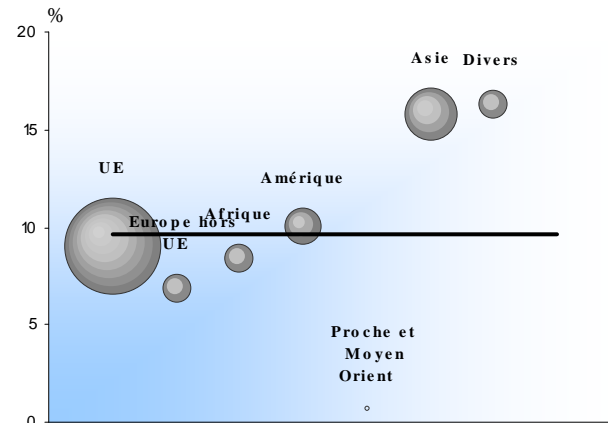 %
20
Asie Divers
15
UE
Amérique
Afrique
10
Europe hors
UE
5
Proche et
Moyen
Orient
0